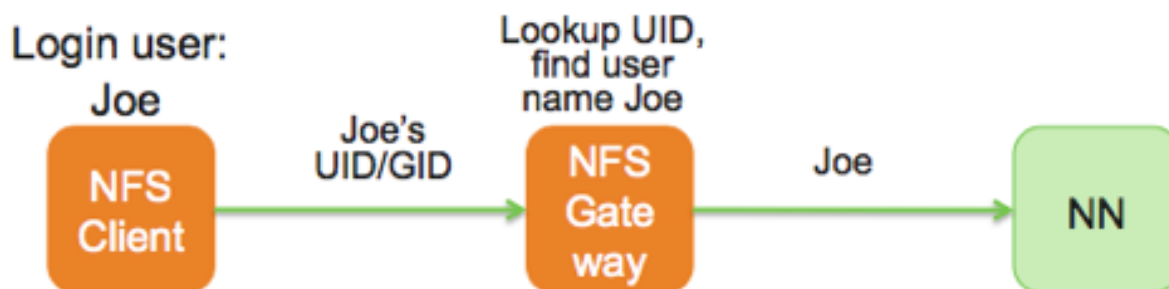 Login user:
Joe
NFS
Client
Joe's
UID/GID
Lookup UID,
find user
name Joe
NFS
Gate
way
Joe
NN